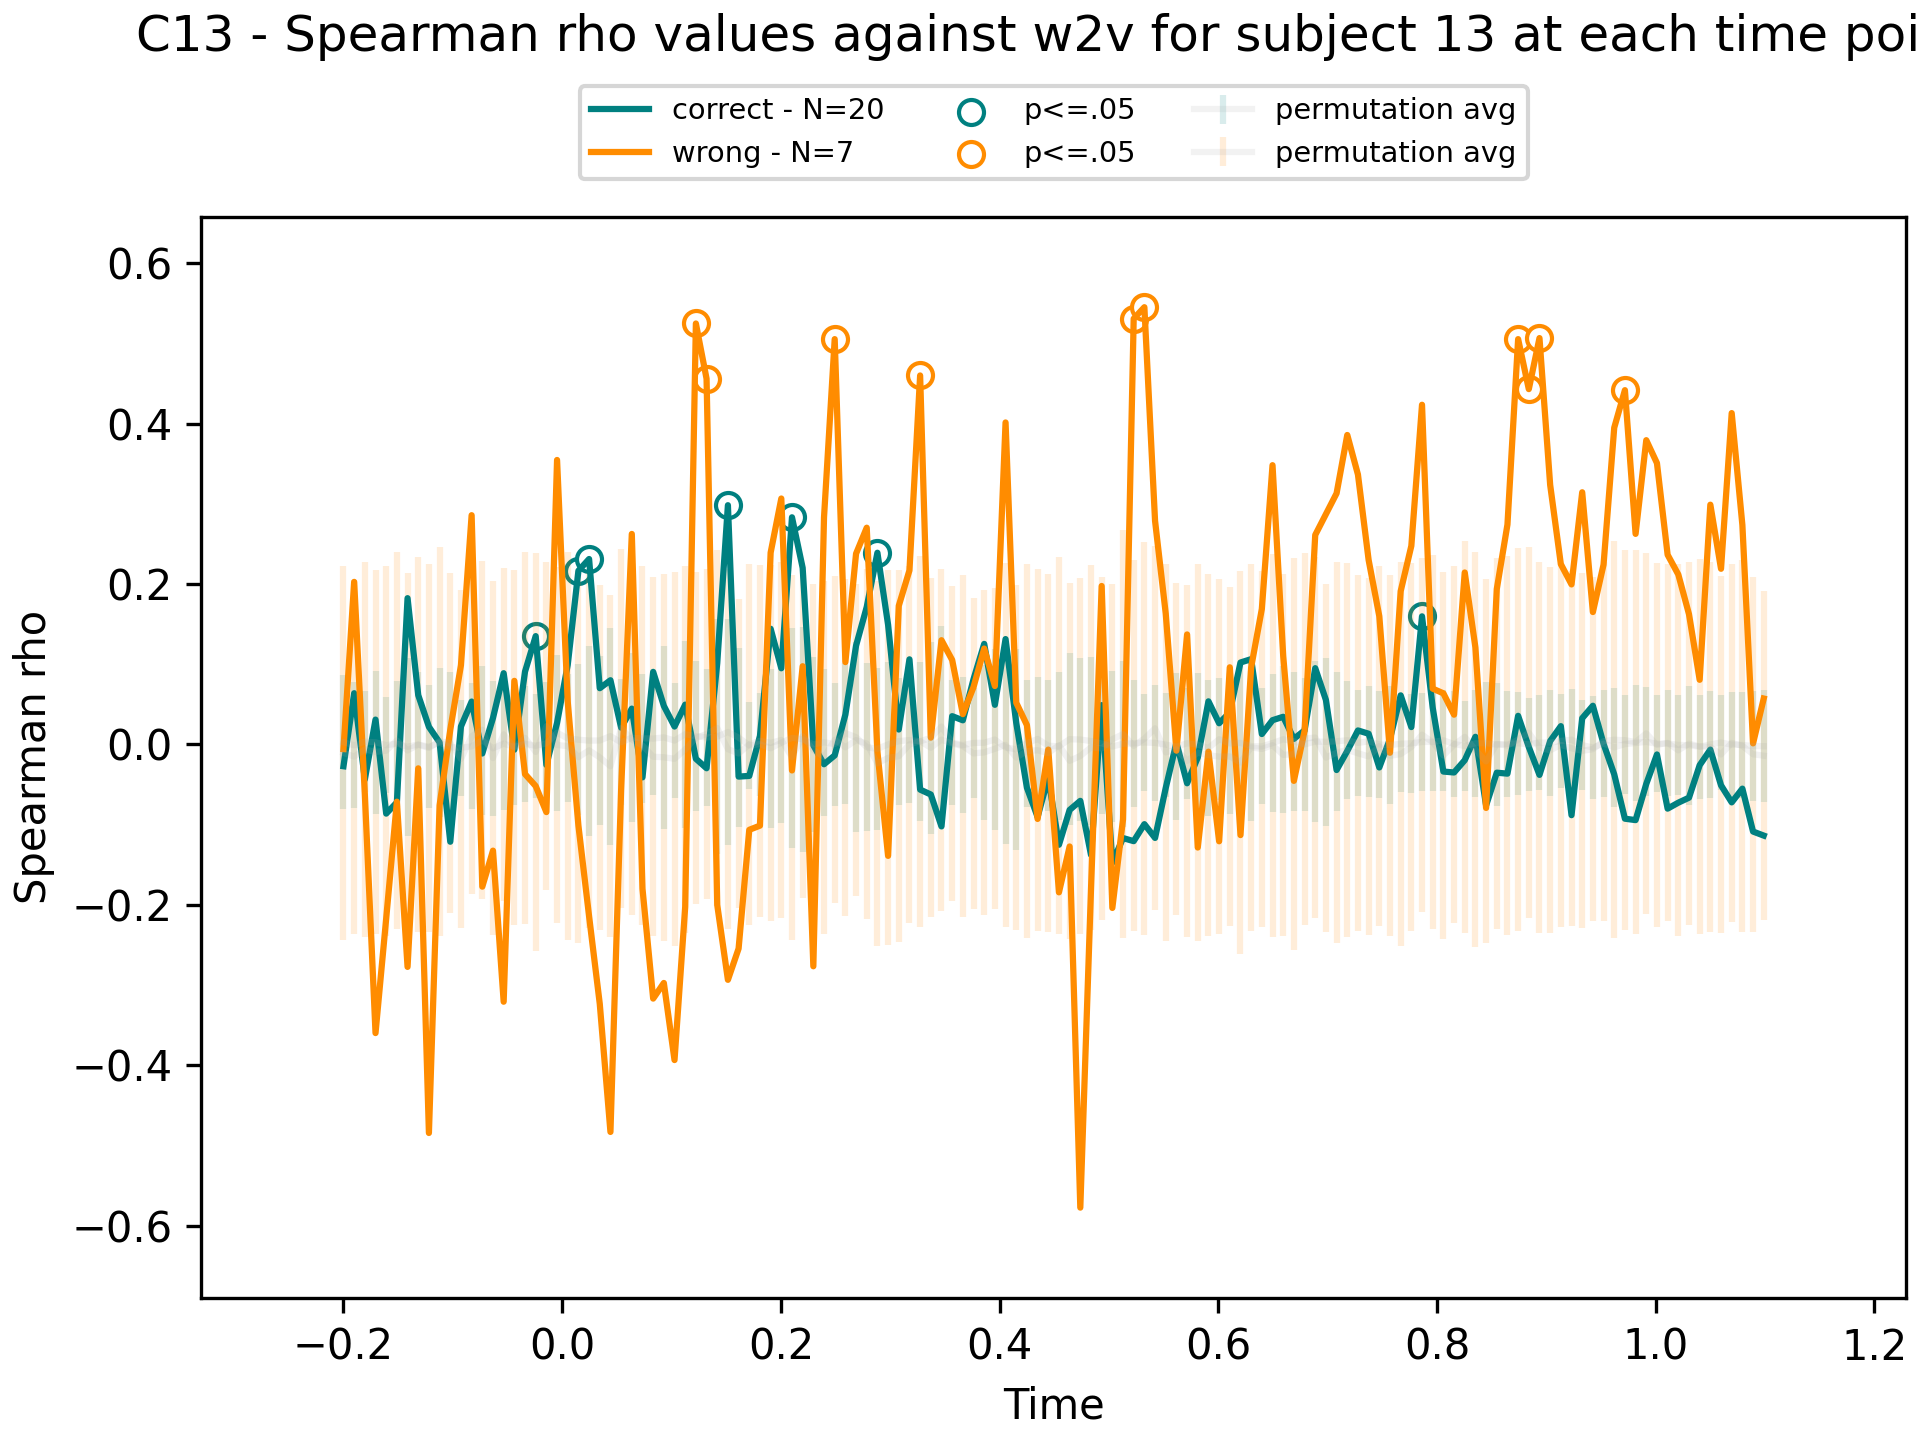 C13 - Spearman rho values against w2v for subject 13 at each time poi
correct - N=20 p<=.05 permutation avg
wrong - N=7 p<=.05 permutation avg
0.6
0.4
0.2
0.0
−0.2
−0.4
−0.6
Spearman rho
−0.2 0.0 0.2 0.4 0.6 0.8 1.0 1.2
Time